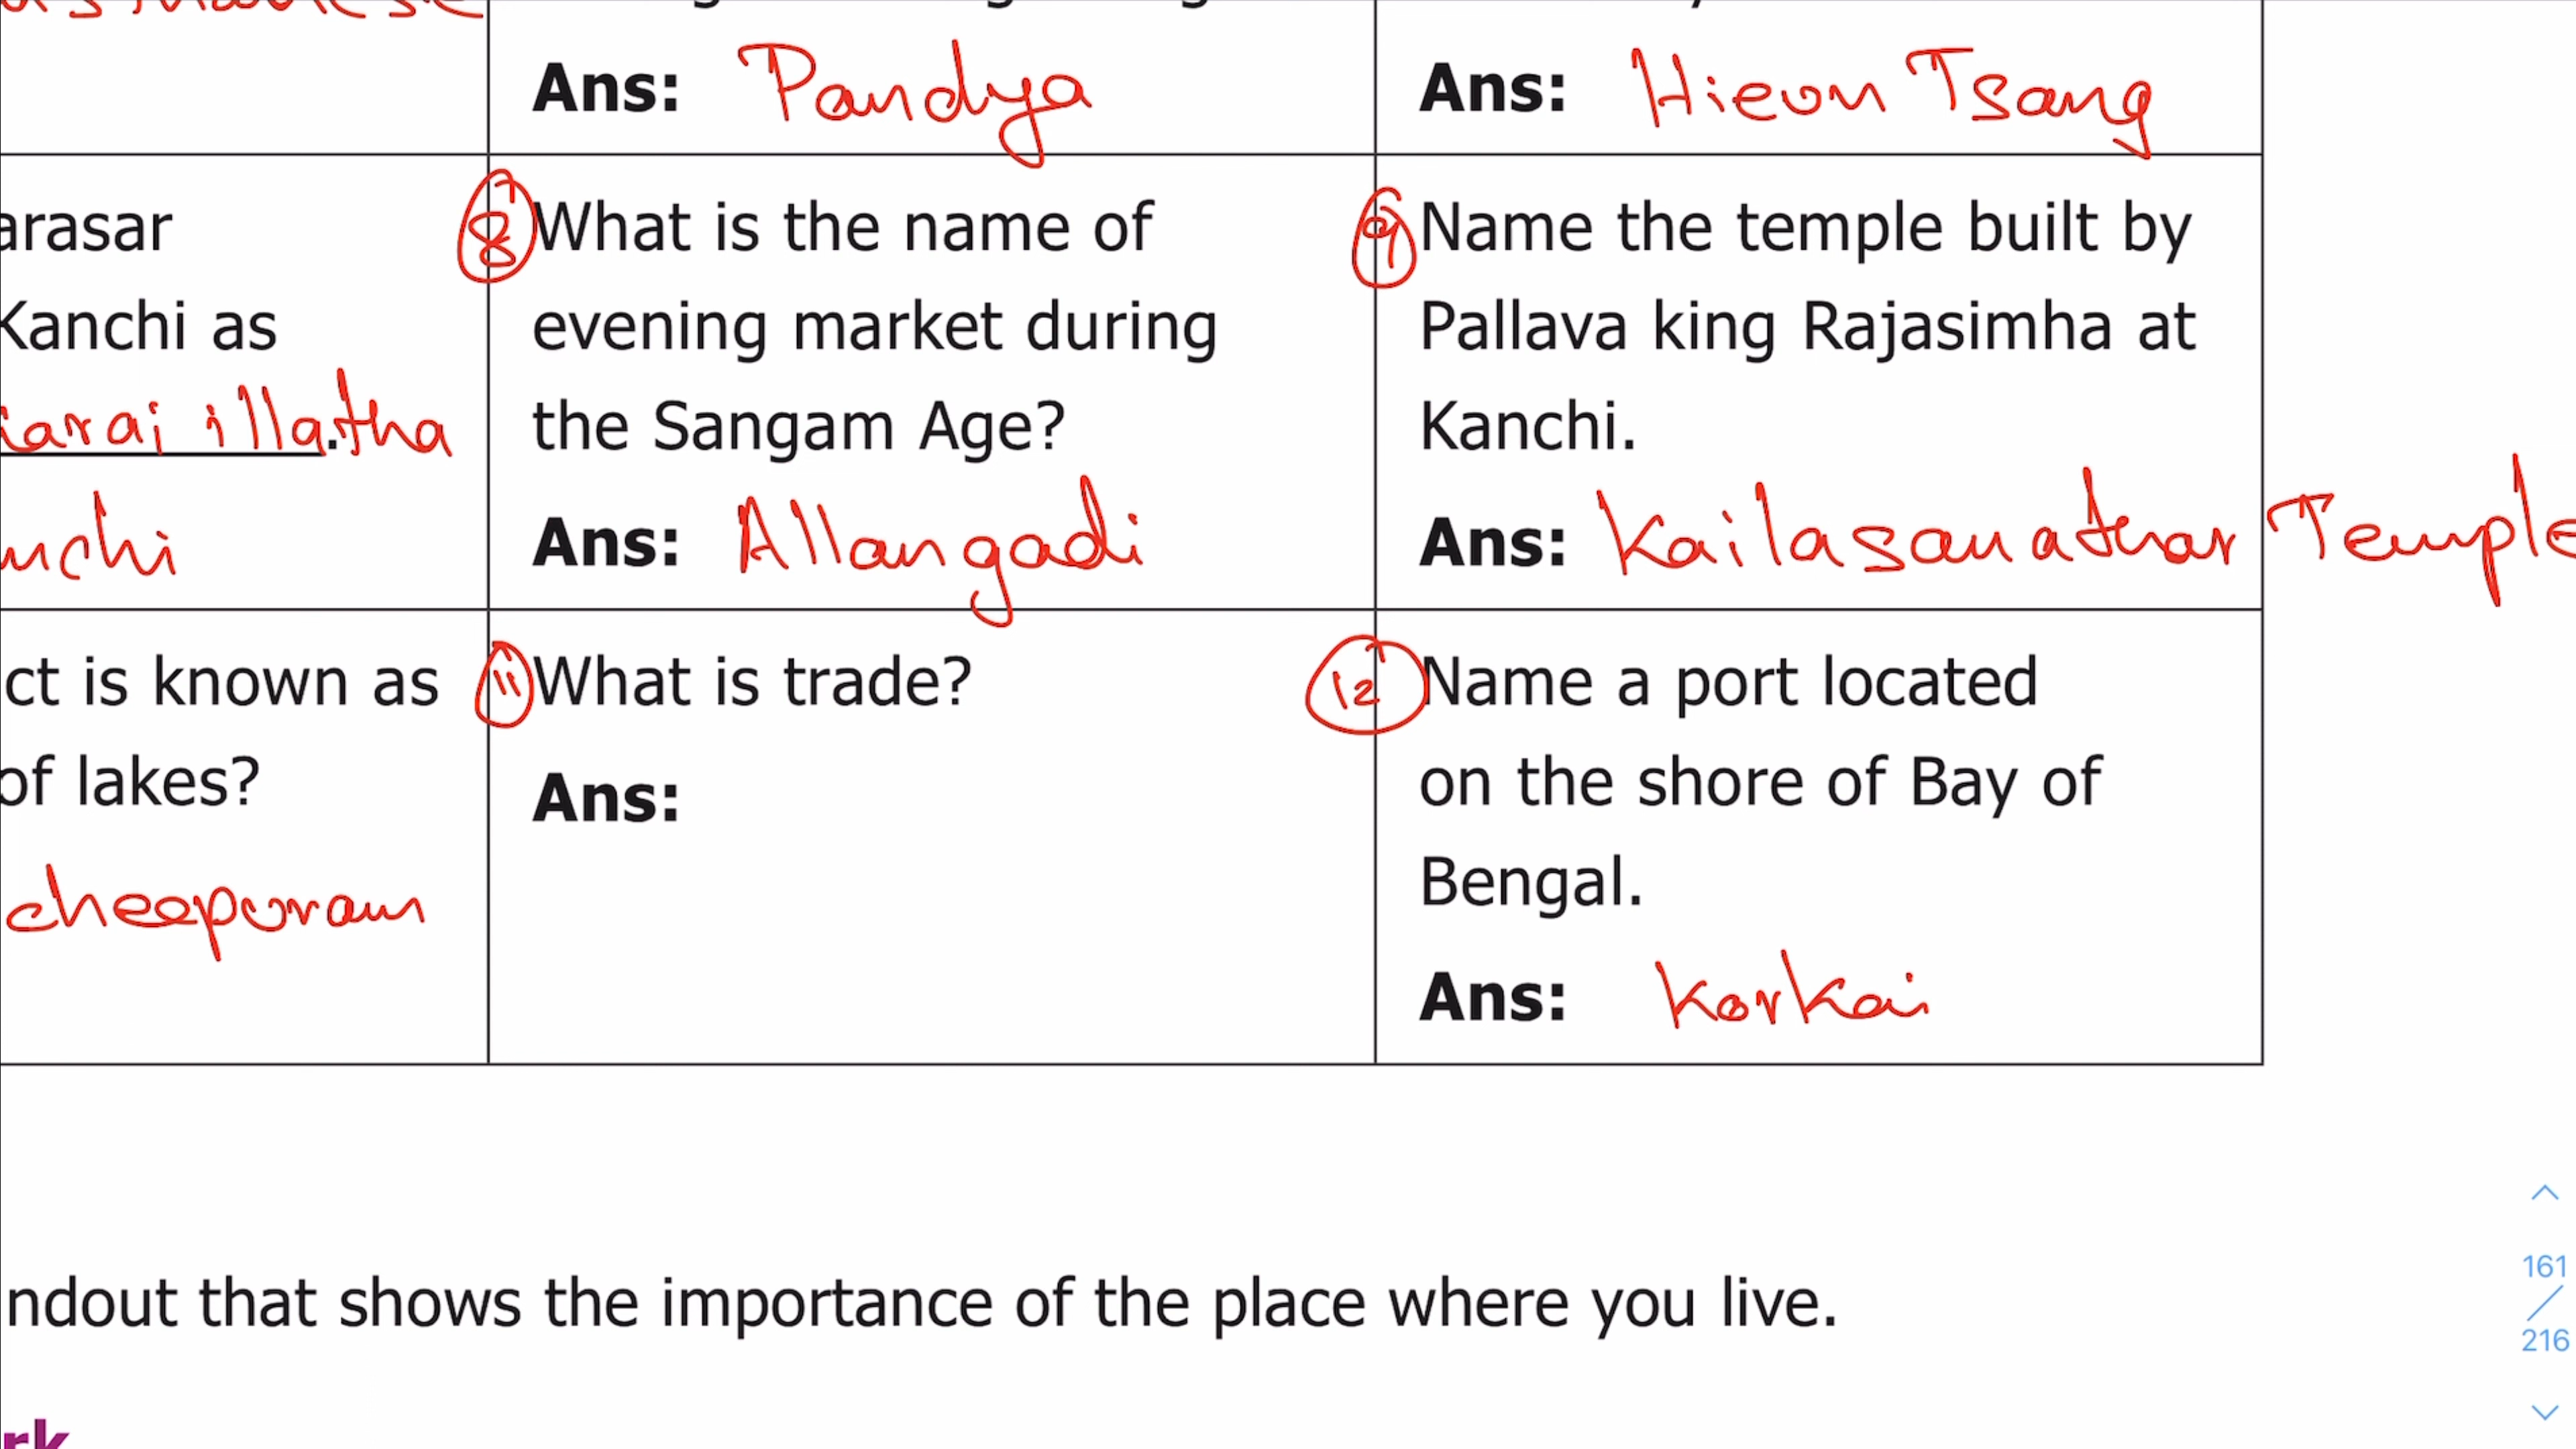 Ans: Pandya
Ans: Hieun Tsang
arasar
Kanchi as
iarai illatha
.
nchi
8 What is the name of
evening market during
the Sangam Age?
Ans: Allangadi
9 Name the temple built by
Pallava king Rajasimha at
Kanchi.
Ans: Kailasanathar Temple
ct is known as
of lakes?
cheepuram
11 What is trade?
Ans:
12 Name a port located
on the shore of Bay of
Bengal.
Ans: Korkai
ndout that shows the importance of the place where you live.
rk
161
216